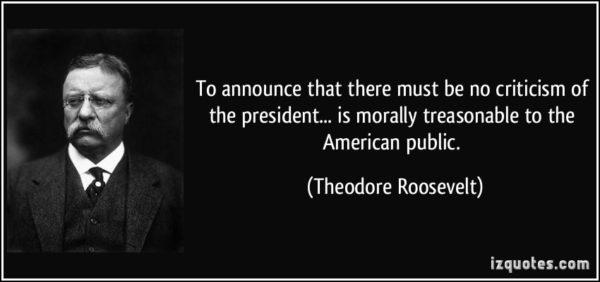 To announce that there must be no criticism of
the president... is morally treasonable to the
American public.
(Theodore Roosevelt)
izquotes.com